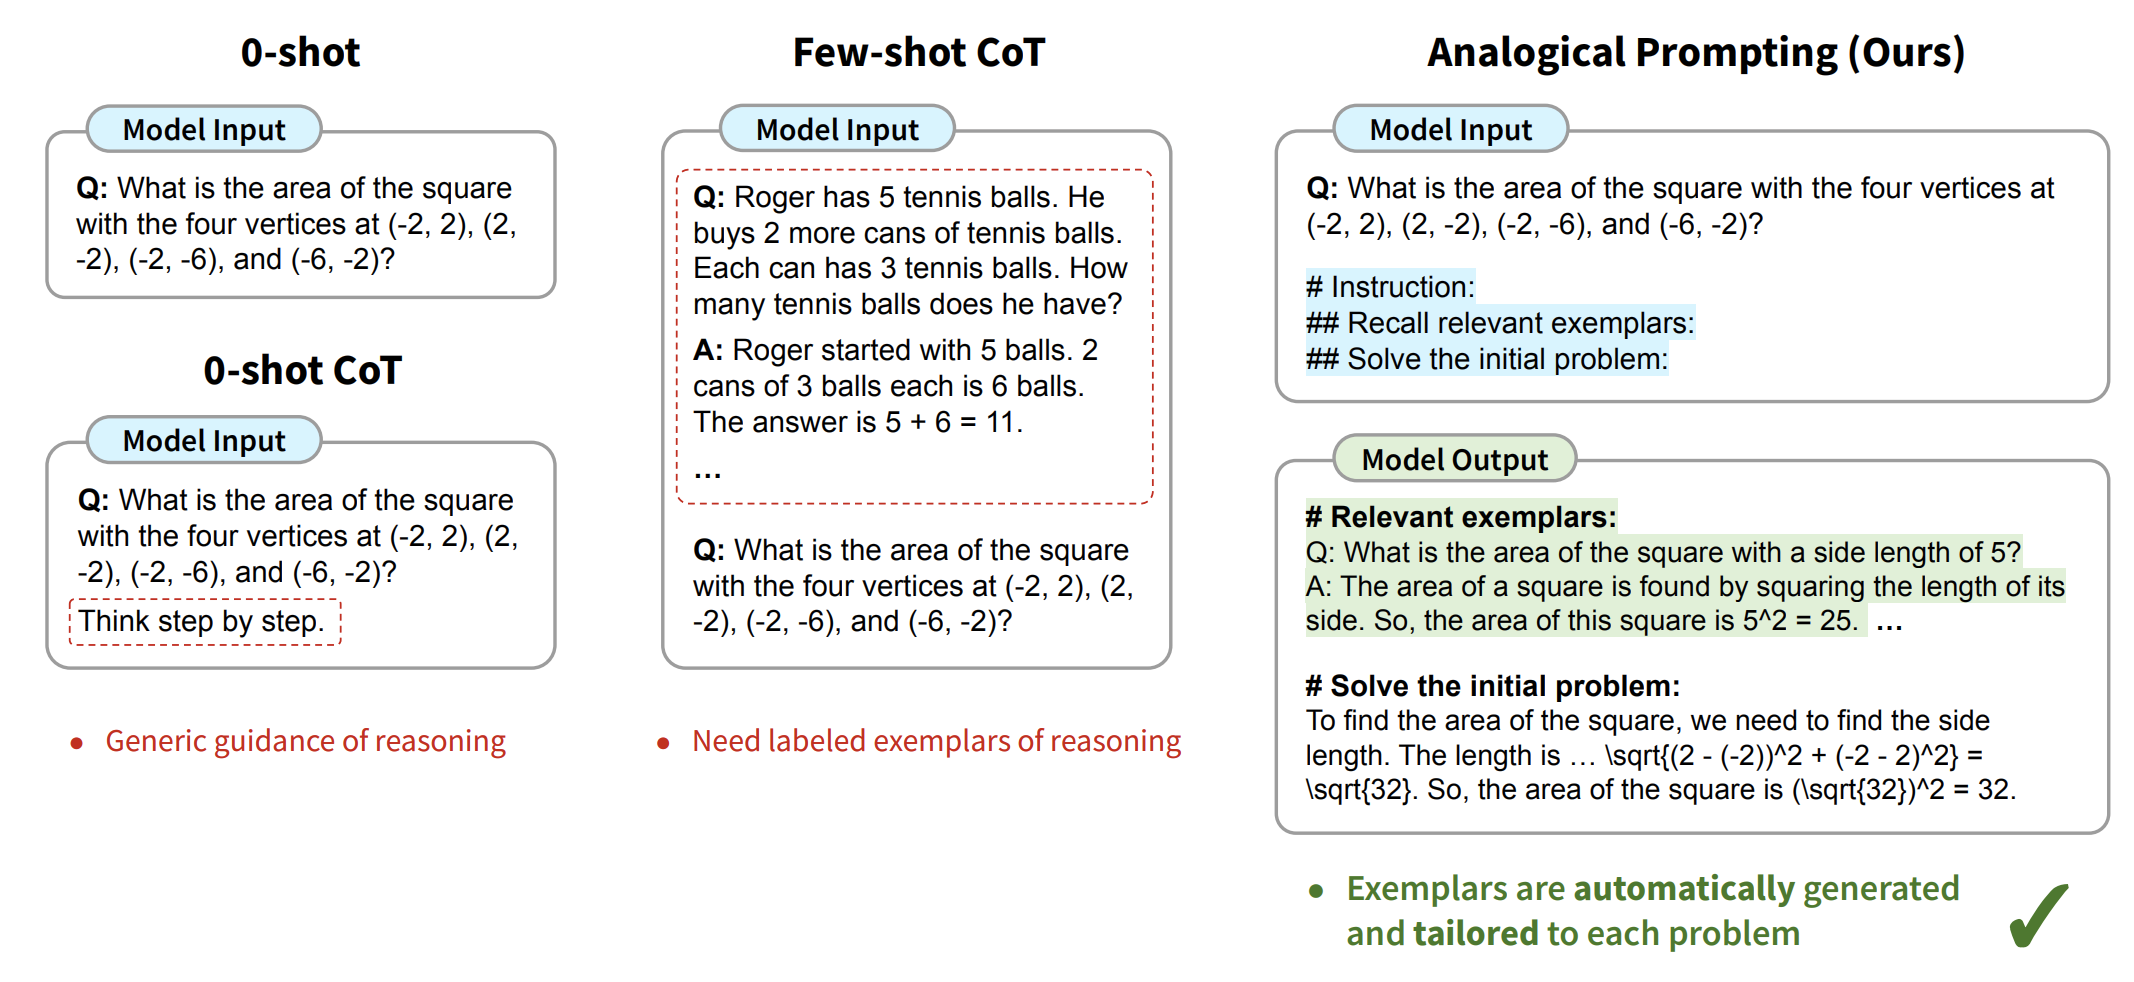 0-shot
Model Input
Q: What is the area of the square
with the four vertices at (-2, 2), (2,
-2), (-2, -6), and (-6, -2)?
0-shot CoT
Model Input
Q: What is the area of the square
with the four vertices at (-2, 2), (2,
-2), (-2, -6), and (-6, -2)?
Think step by step.
• Generic guidance of reasoning
Few-shot CoT
Model Input
Q: Roger has 5 tennis balls. He
buys 2 more cans of tennis balls.
Each can has 3 tennis balls. How
many tennis balls does he have?
A: Roger started with 5 balls. 2
cans of 3 balls each is 6 balls.
The answer is 5 + 6 = 11.
...
Q: What is the area of the square
with the four vertices at (-2, 2), (2,
-2), (-2, -6), and (-6, -2)?
• Need labeled exemplars of reasoning
Analogical Prompting (Ours)
Model Input
Q: What is the area of the square with the four vertices at
(-2, 2), (2, -2), (-2, -6), and (-6, -2)?
# Instruction:
## Recall relevant exemplars:
## Solve the initial problem:
Model Output
# Relevant exemplars:
Q: What is the area of the square with a side length of 5?
A: The area of a square is found by squaring the length of its
side. So, the area of this square is 5^2 = 25. ...
# Solve the initial problem:
To find the area of the square, we need to find the side
length. The length is … \sqrt{(2 - (-2))^2 + (-2 - 2)^2} =
\sqrt{32}. So, the area of the square is (\sqrt{32})^2 = 32.
• Exemplars are automatically generated
and tailored to each problem ✓